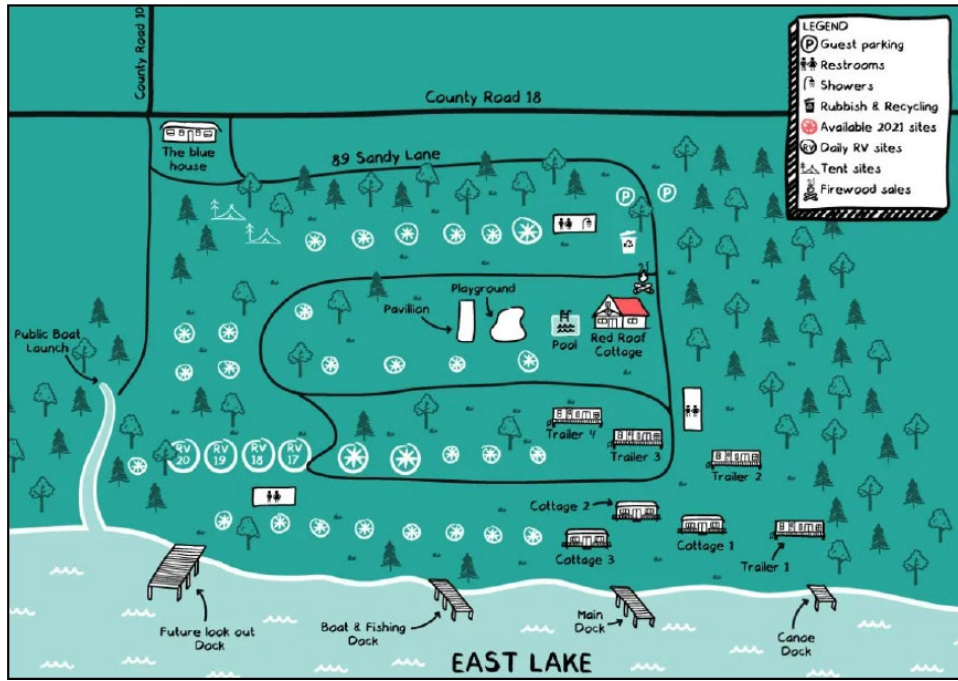 County Road 10
County Road 18
LEGEND
P Guest parking
Restrooms
Showers
Rubbish & Recycling
Available 2021 sites
RV Daily RV sites
Tent sites
Firewood sales
The blue
house
89 Sandy Lane
P
P
Playground
Pavillion
Pool
Red Roof
Cottage
Public Boat
Launch
Trailer 4
Trailer 3
RV
20
RV
19
RV
18
RV
17
Trailer 2
Cottage 2
Cottage 1
Cottage 3
Trailer 1
Future look out
Dock
Boat & Fishing
Dock
Main
Dock
Canoe
Dock
EAST LAKE